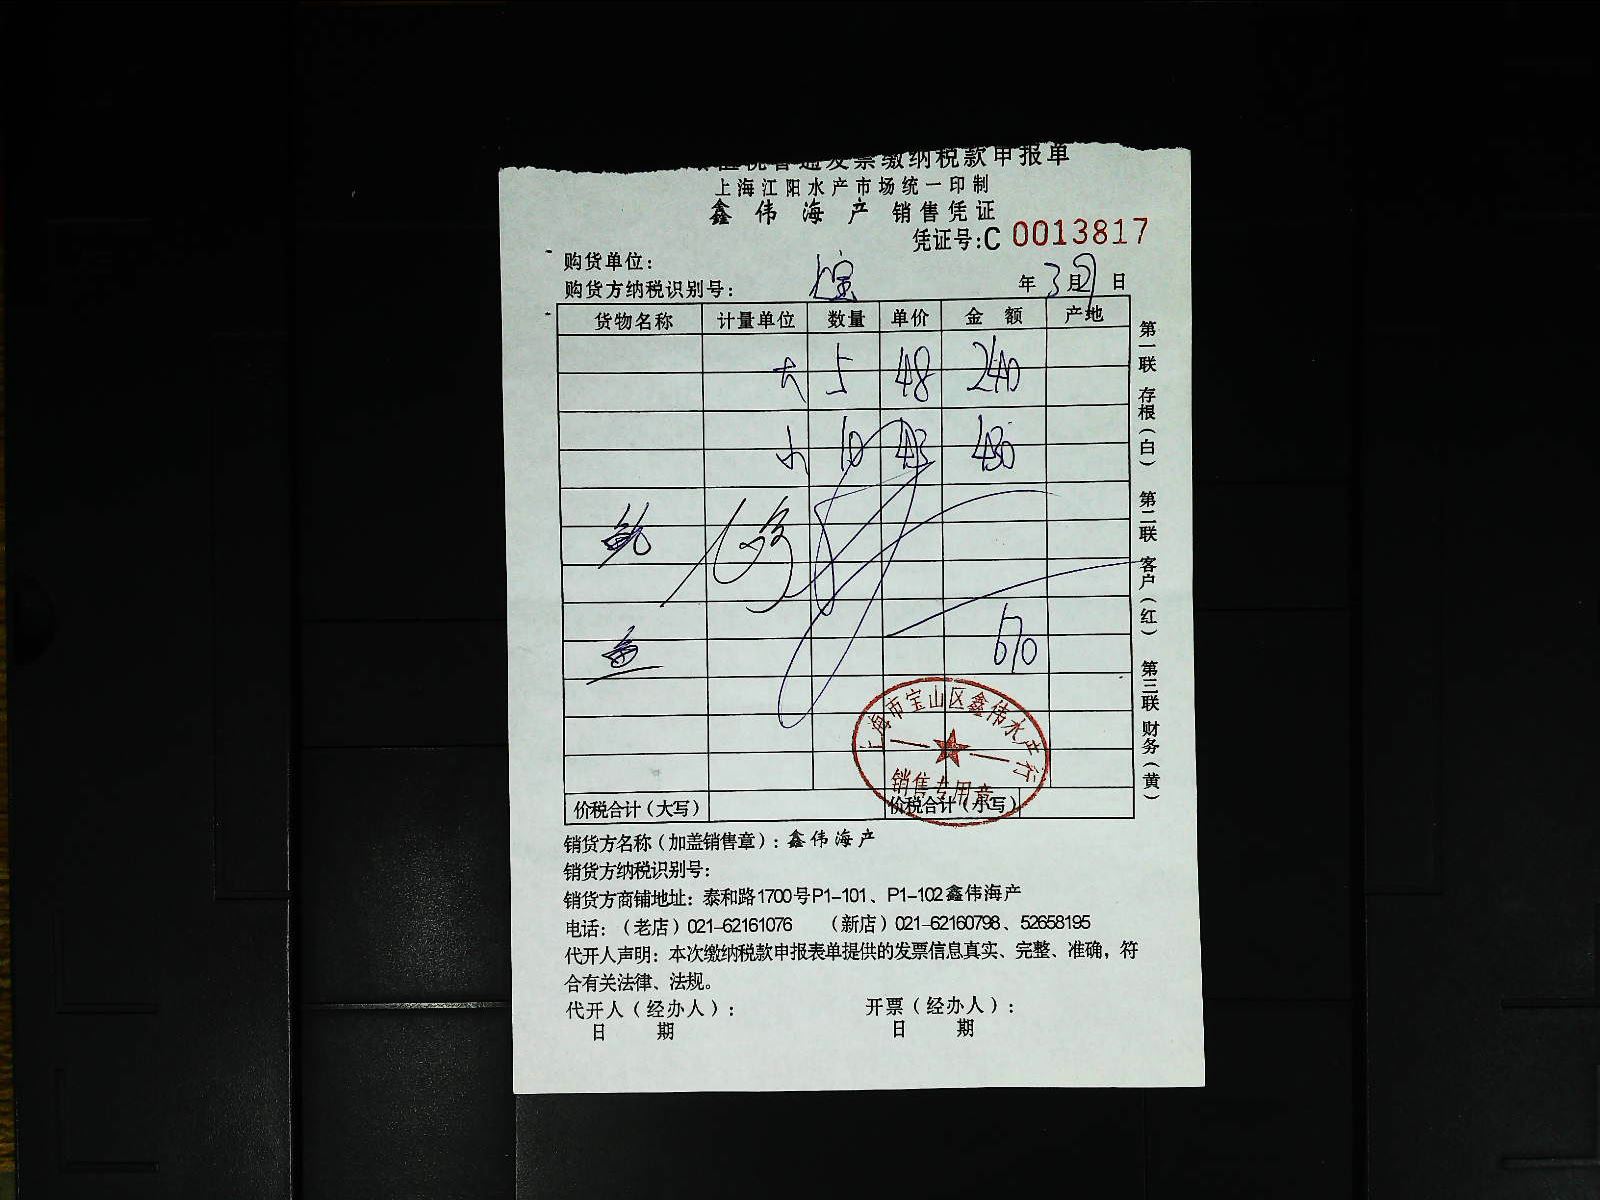 通发票缴纳税款申报单
上海江阳水产市场统一印制
鑫伟海产 销售凭证
凭证号:C 0013817
购货单位:
购货方纳税识别号: 年 3月 日
货物名称 计量单位 数量 单价 金额 产地
大 5 48 240
小 10 43 430
670
价税合计(大写) 价税合计(小写)
上海市宝山区鑫伟水产行
销售专用章
第一联 存根(白) 第二联 客户(红) 第三联 财务(黄)
销货方名称(加盖销售章):鑫伟海产
销货方纳税识别号:
销货方商铺地址:泰和路1700号P1-101、P1-102鑫伟海产
电话:(老店)021-62161076 (新店)021-62160798、52658195
代开人声明:本次缴纳税款申报表单提供的发票信息真实、完整、准确,符
合有关法律、法规。
代开人(经办人): 开票(经办人):
日 期 日 期